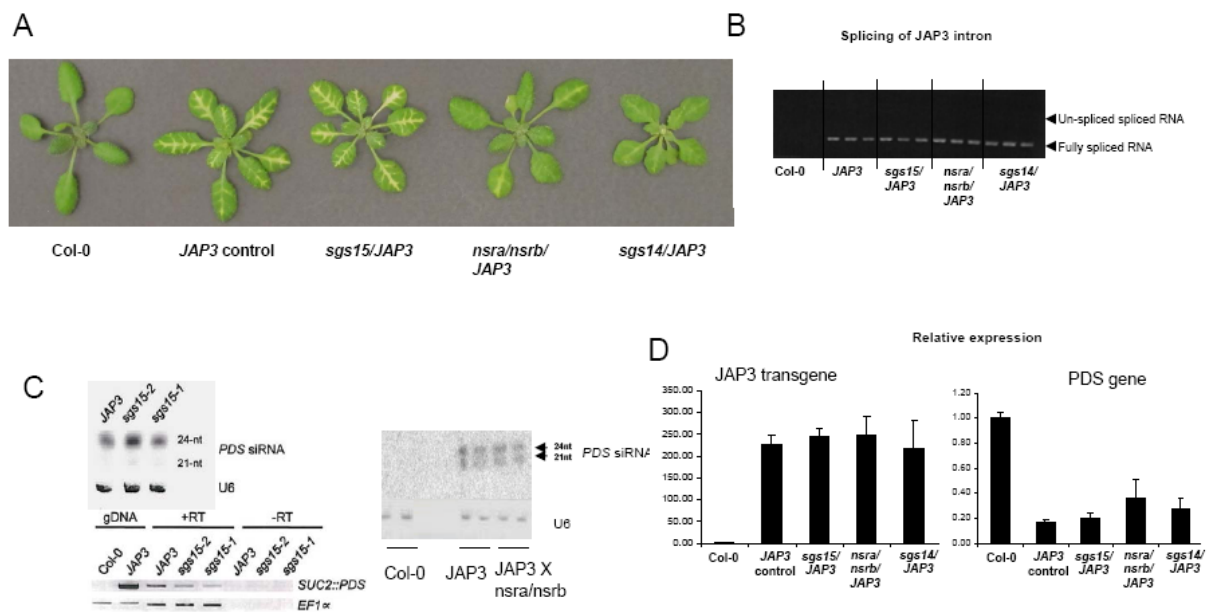 A
Col-0
JAP3 control
sgs15/JAP3
nsra/nsrb/
JAP3
sgs14/JAP3
B
Splicing of JAP3 intron
Un-spliced spliced RNA
Fully spliced RNA
Col-0
JAP3
sgs15/
JAP3
nsra/
nsrb/
JAP3
sgs14/
JAP3
C
JAP3
sgs15-2
sgs15-1
24-nt
PDS siRNA
21-nt
U6
gDNA
+RT
-RT
Col-0
JAP3
JAP3
sgs15-2
sgs15-1
JAP3
sgs15-2
sgs15-1
SUC2::PDS
EF1∝
24nt
21nt
PDS siRNA
U6
Col-0
JAP3
JAP3 X
nsra/nsrb
D
Relative expression
JAP3 transgene
350.00
300.00
250.00
200.00
150.00
100.00
50.00
0.00
Col-0
JAP3
control
sgs15/
JAP3
nsra/
nsrb/
JAP3
sgs14/
JAP3
PDS gene
1.20
1.00
0.80
0.60
0.40
0.20
0.00
Col-0
JAP3
control
sgs15/
JAP3
nsra/
nsrb/
JAP3
sgs14/
JAP3